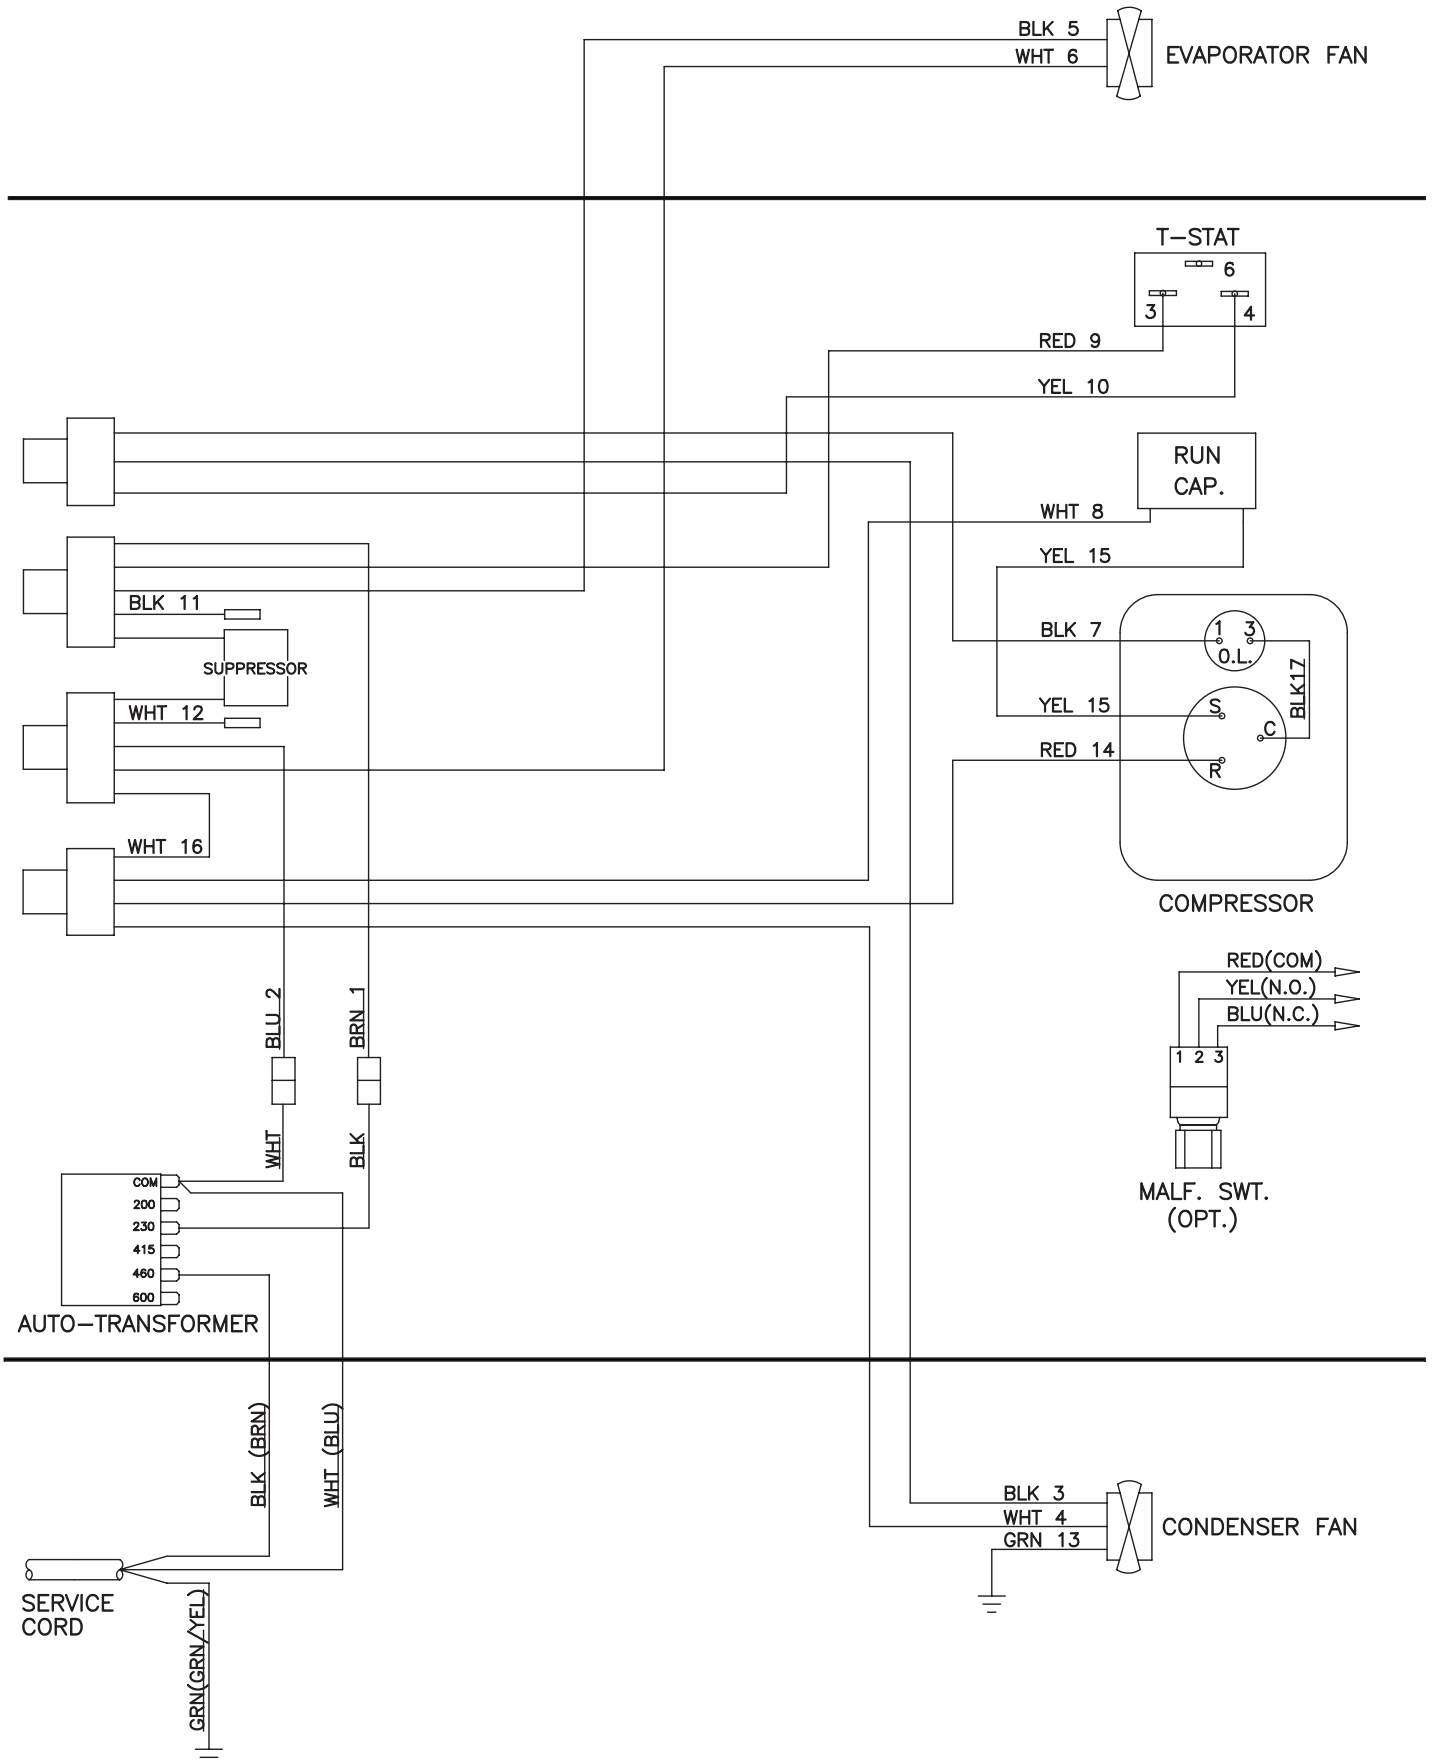 BLK 5
WHT 6
EVAPORATOR FAN
T-STAT
6
3
4
RED 9
YEL 10
RUN
CAP.
WHT 8
YEL 15
BLK 11
SUPPRESSOR
WHT 12
BLK 7
1 3
O.L.
BLK17
YEL 15
S
C
RED 14
R
WHT 16
COMPRESSOR
RED(COM)
YEL(N.O.)
BLU(N.C.)
1 2 3
MALF. SWT.
(OPT.)
BLU 2
BRN 1
WHT
BLK
COM
200
230
415
460
600
AUTO-TRANSFORMER
BLK (BRN)
WHT (BLU)
BLK 3
WHT 4
GRN 13
CONDENSER FAN
SERVICE
CORD
GRN(GRN/YEL)